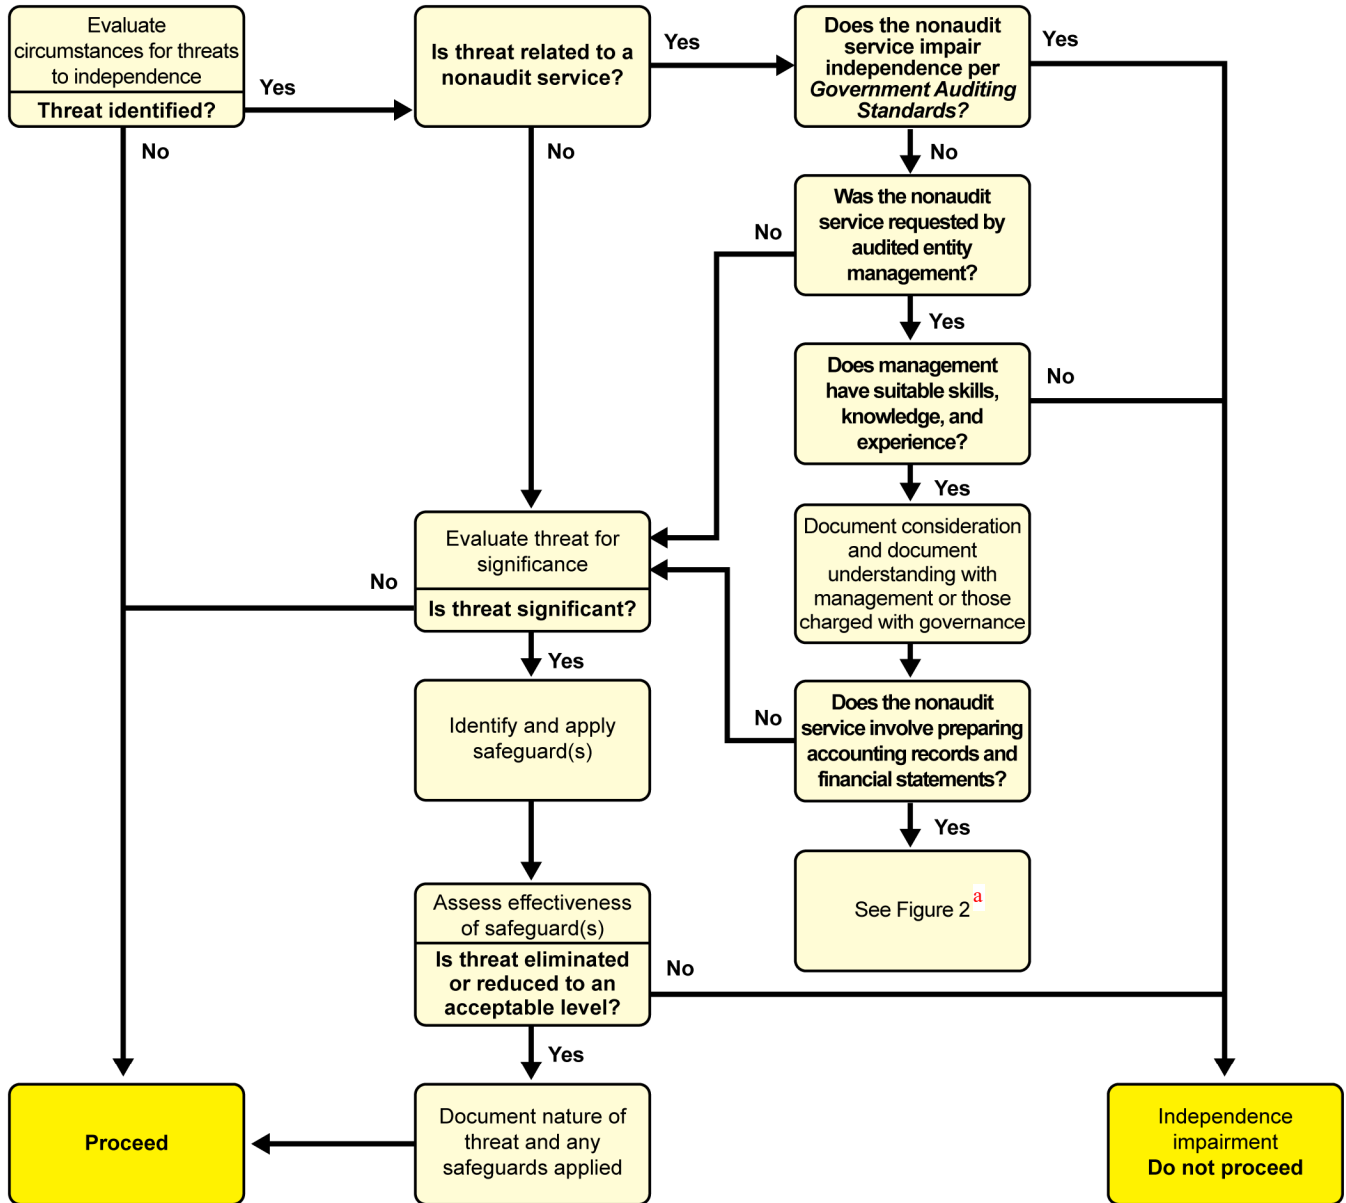 Evaluate
circumstances for threats
to independence
Threat identified?
Yes
No
Is threat related to a
nonaudit service?
Yes
No
Does the nonaudit
service impair
independence per
Government Auditing
Standards?
Yes
No
Was the nonaudit
service requested by
audited entity
management?
No
Yes
Does management
have suitable skills,
knowledge, and
experience?
No
Yes
Document consideration
and document
understanding with
management or those
charged with governance
Does the nonaudit
service involve preparing
accounting records and
financial statements?
No
Yes
See Figure 2 a
Evaluate threat for
significance
Is threat significant?
No
Yes
Identify and apply
safeguard(s)
Assess effectiveness
of safeguard(s)
Is threat eliminated
or reduced to an
acceptable level?
No
Yes
Document nature of
threat and any
safeguards applied
Proceed
Independence
impairment
Do not proceed